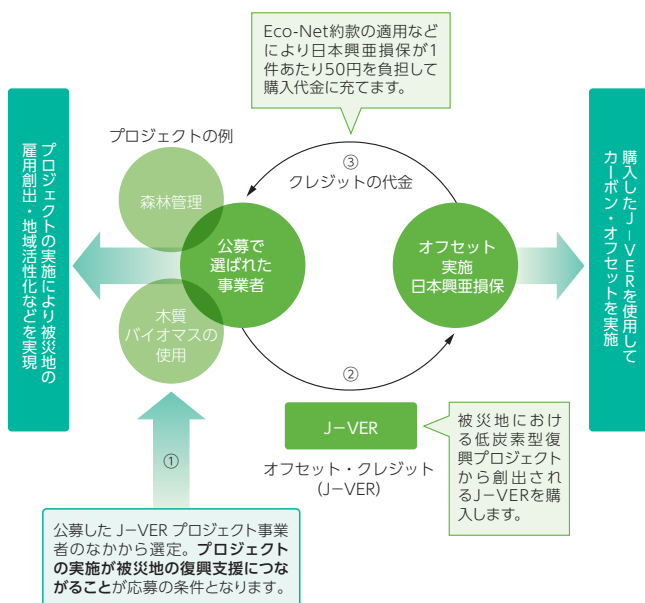 Eco-Net約款の適用など
により日本興亜損保が1
件あたり50円を負担して
購入代金に充てます。
プロジェクトの実施により被災地の
雇用創出・地域活性化などを実現
プロジェクトの例
森林管理
公募で
選ばれた
事業者
木質
バイオマスの
使用
③
クレジットの代金
オフセット
実施
日本興亜損保
購入したJ−VERを使用して
カーボン・オフセットを実施
②
J−VER
オフセット・クレジット
(J−VER)
被災地におけ
る低炭素型復
興プロジェクト
から創出され
るJ−VERを購
入します。
①
公募した J−VER プロジェクト事業
者のなかから選定。プロジェクト
の実施が被災地の復興支援につな
がることが応募の条件となります。